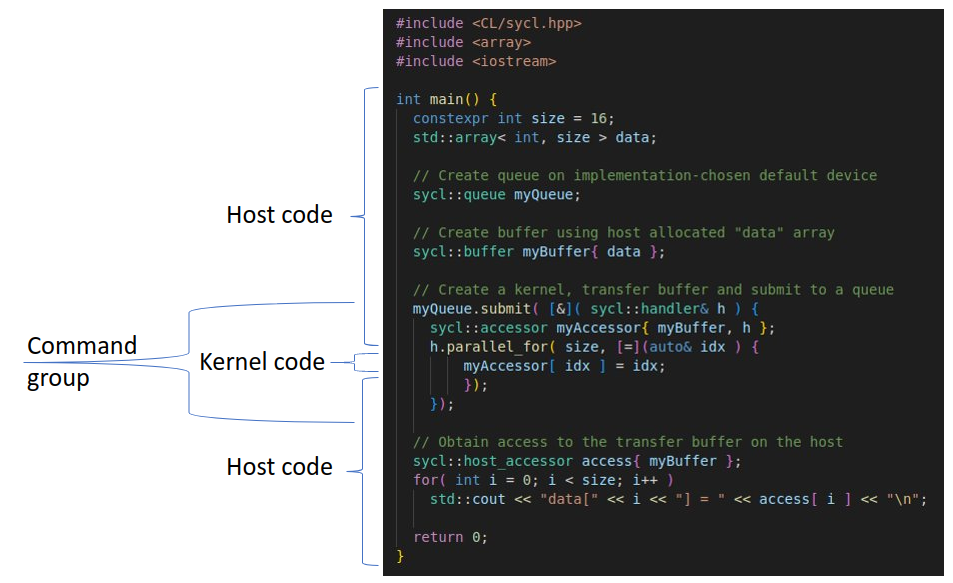 #include <CL/sycl.hpp>
#include <array>
#include <iostream>
int main() {
constexpr int size = 16;
std::array< int, size > data;
// Create queue on implementation-chosen default device
sycl::queue myQueue;
Host code
// Create buffer using host allocated "data" array
sycl::buffer myBuffer{ data };
// Create a kernel, transfer buffer and submit to a queue
myQueue.submit( [&]( sycl::handler& h ) {
sycl::accessor myAccessor{ myBuffer, h };
h.parallel_for( size, [=](auto& idx ) {
Command
group
Kernel code
myAccessor[ idx ] = idx;
});
});
// Obtain access to the transfer buffer on the host
sycl::host_accessor access{ myBuffer };
Host code
for( int i = 0; i < size; i++ )
std::cout << "data[" << i << "] = " << access[ i ] << "\n";
return 0;
}